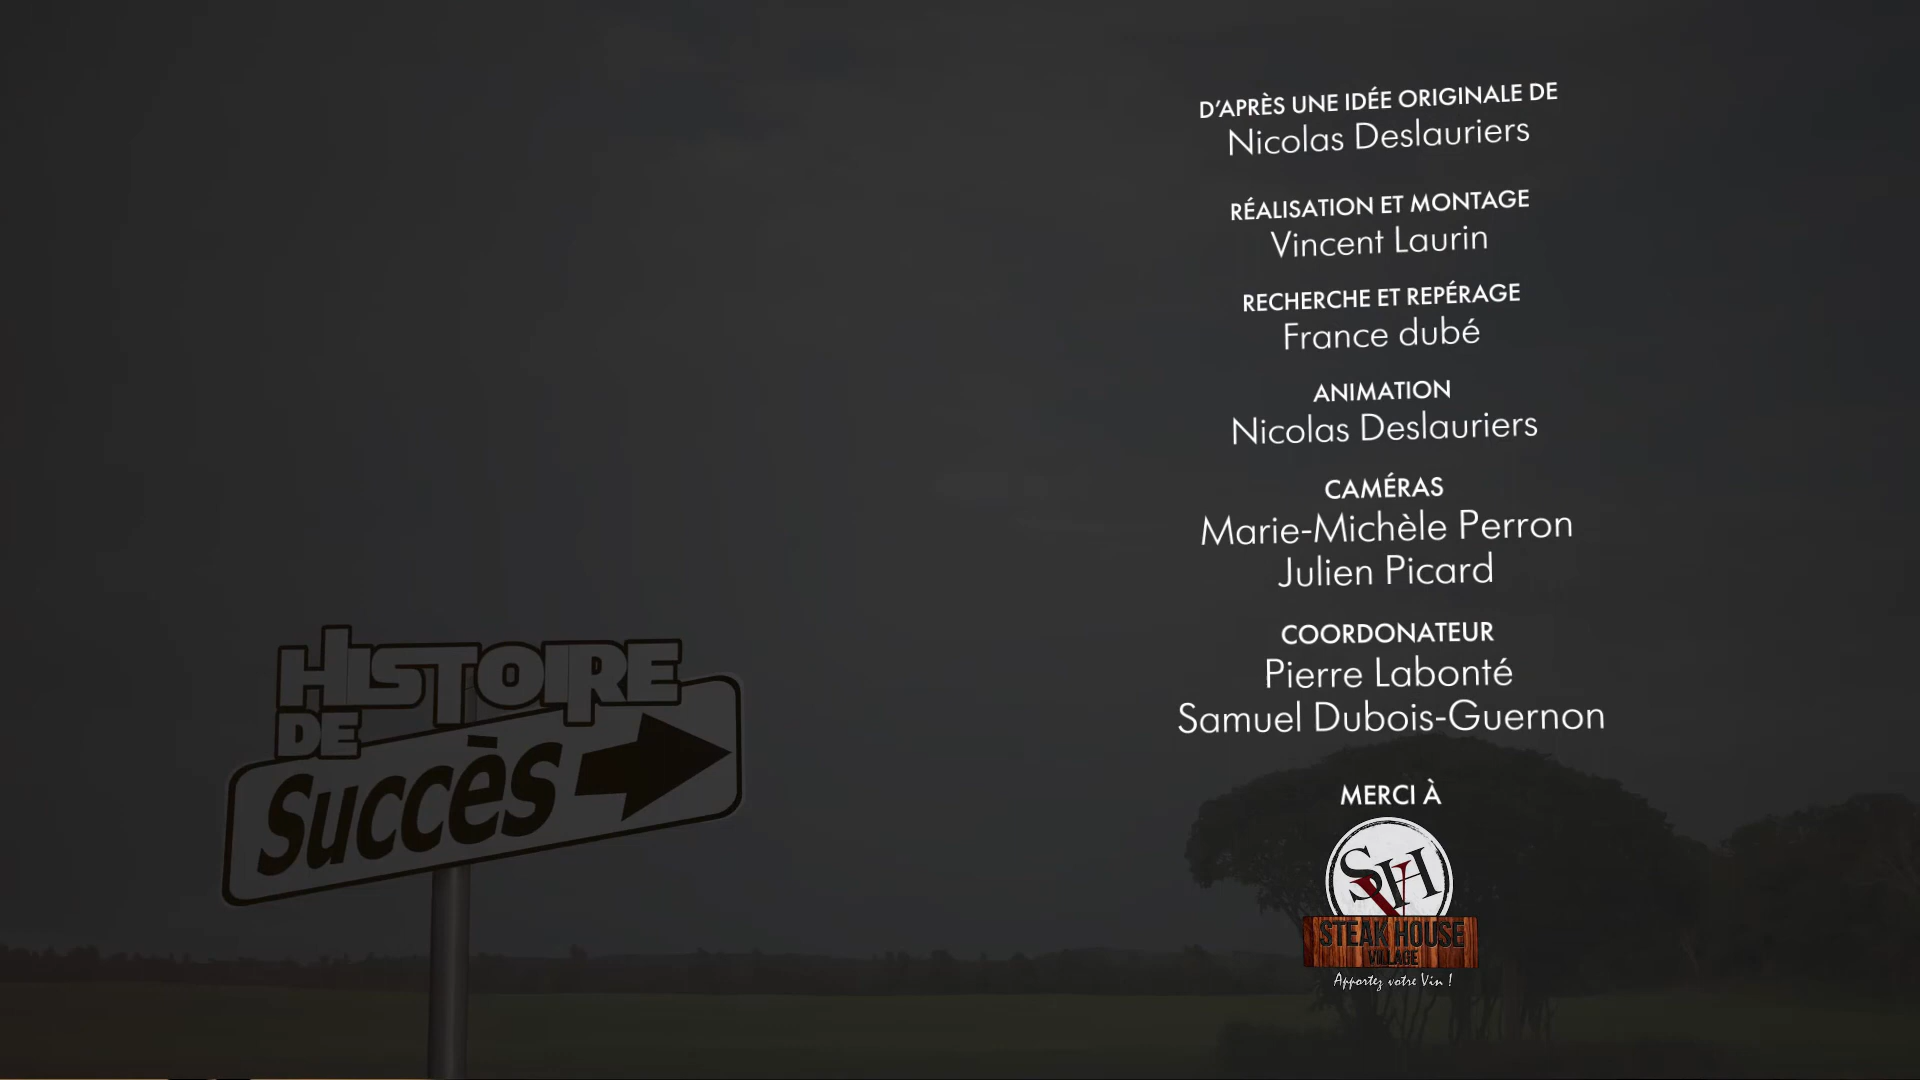 D'APRÈS UNE IDÉE ORIGINALE DE
Nicolas Deslauriers
RÉALISATION ET MONTAGE
Vincent Laurin
RECHERCHE ET REPÉRAGE
France dubé
ANIMATION
Nicolas Deslauriers
CAMÉRAS
Marie-Michèle Perron
Julien Picard
COORDONATEUR
Pierre Labonté
Samuel Dubois-Guernon
MERCI À
SVH
STEAK HOUSE
VILLAGE
Apportez votre Vin !
HISTOIRE
DE
Succès